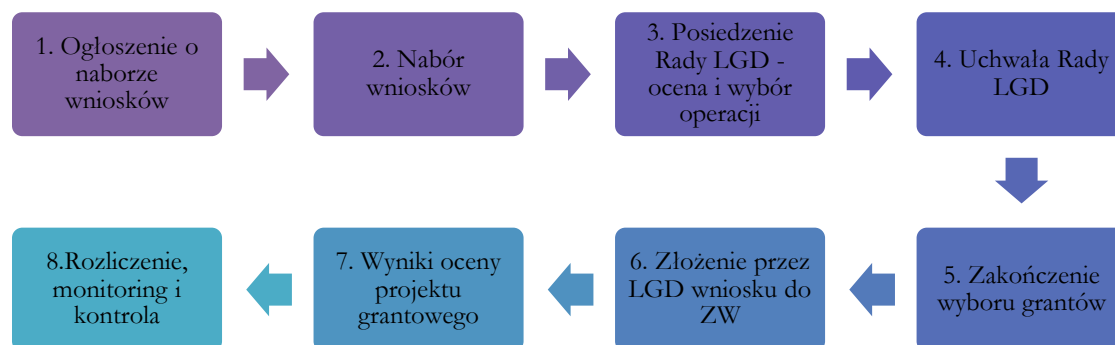 1. Ogłoszenie o
naborze
wniosków
2. Nabór
wniosków
3. Posiedzenie
Rady LGD -
ocena i wybór
operacji
4. Uchwała Rady
LGD
5. Zakończenie
wyboru grantów
6. Złożenie przez
LGD wniosku do
ZW
7. Wyniki oceny
projektu
grantowego
8.Rozliczenie,
monitoring i
kontrola